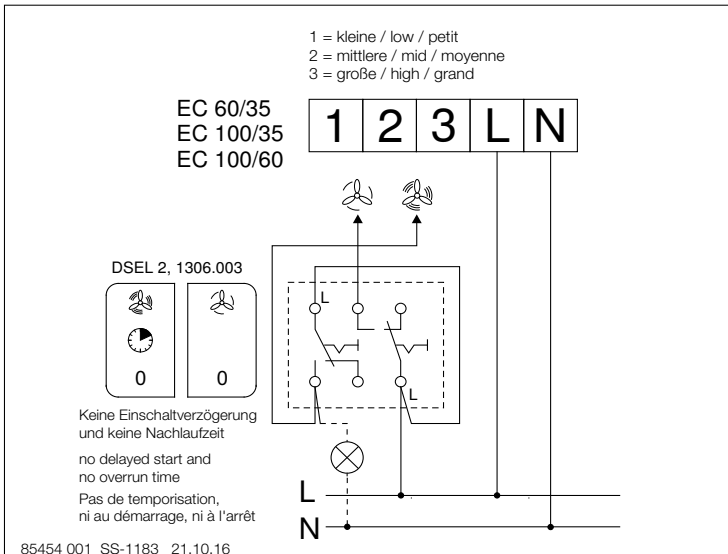 1 = kleine / low / petit
2 = mittlere / mid / moyenne
3 = große / high / grand
EC 60/35
EC 100/35
EC 100/60
1 2 3 L N
DSEL 2, 1306.003
L
0 0
L
Keine Einschaltverzögerung
und keine Nachlaufzeit
no delayed start and
no overrun time
Pas de temporisation,
ni au démarrage, ni à l'arrêt
L
N
85454 001 SS-1183 21.10.16